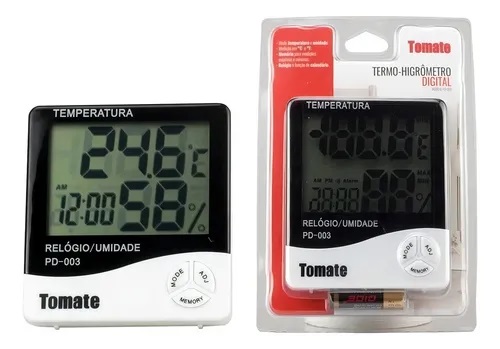 TEMPERATURA
24.6°C
AM
12:00 58%
RELÓGIO/UMIDADE
PD-003
MODE
ADJ
MEMORY
Tomate
Tomate
TERMO-HIGRÔMETRO
DIGITAL
TEMPERATURA
RELÓGIO/UMIDADE
PD-003
MODE
ADJ
MEMORY
Tomate